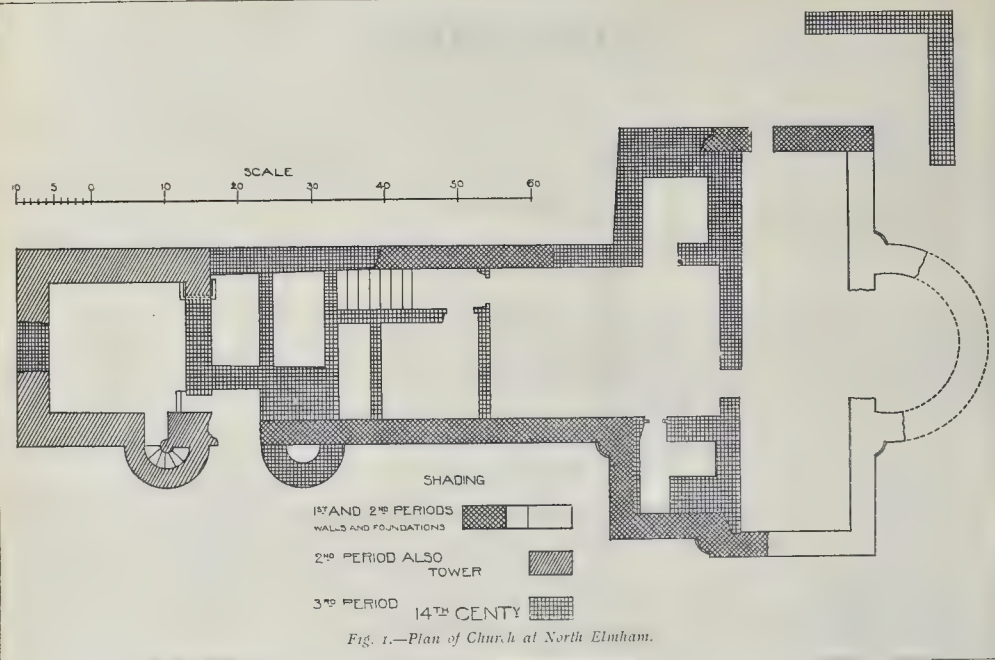 SCALE
10 5 0 10 20 30 40 50 60
SHADING
1ST AND 2ND PERIODS
WALLS AND FOUNDATIONS
2ND PERIOD ALSO
TOWER
3RD PERIOD 14TH CENTY
Fig. 1.—Plan of Church at North Elmham.